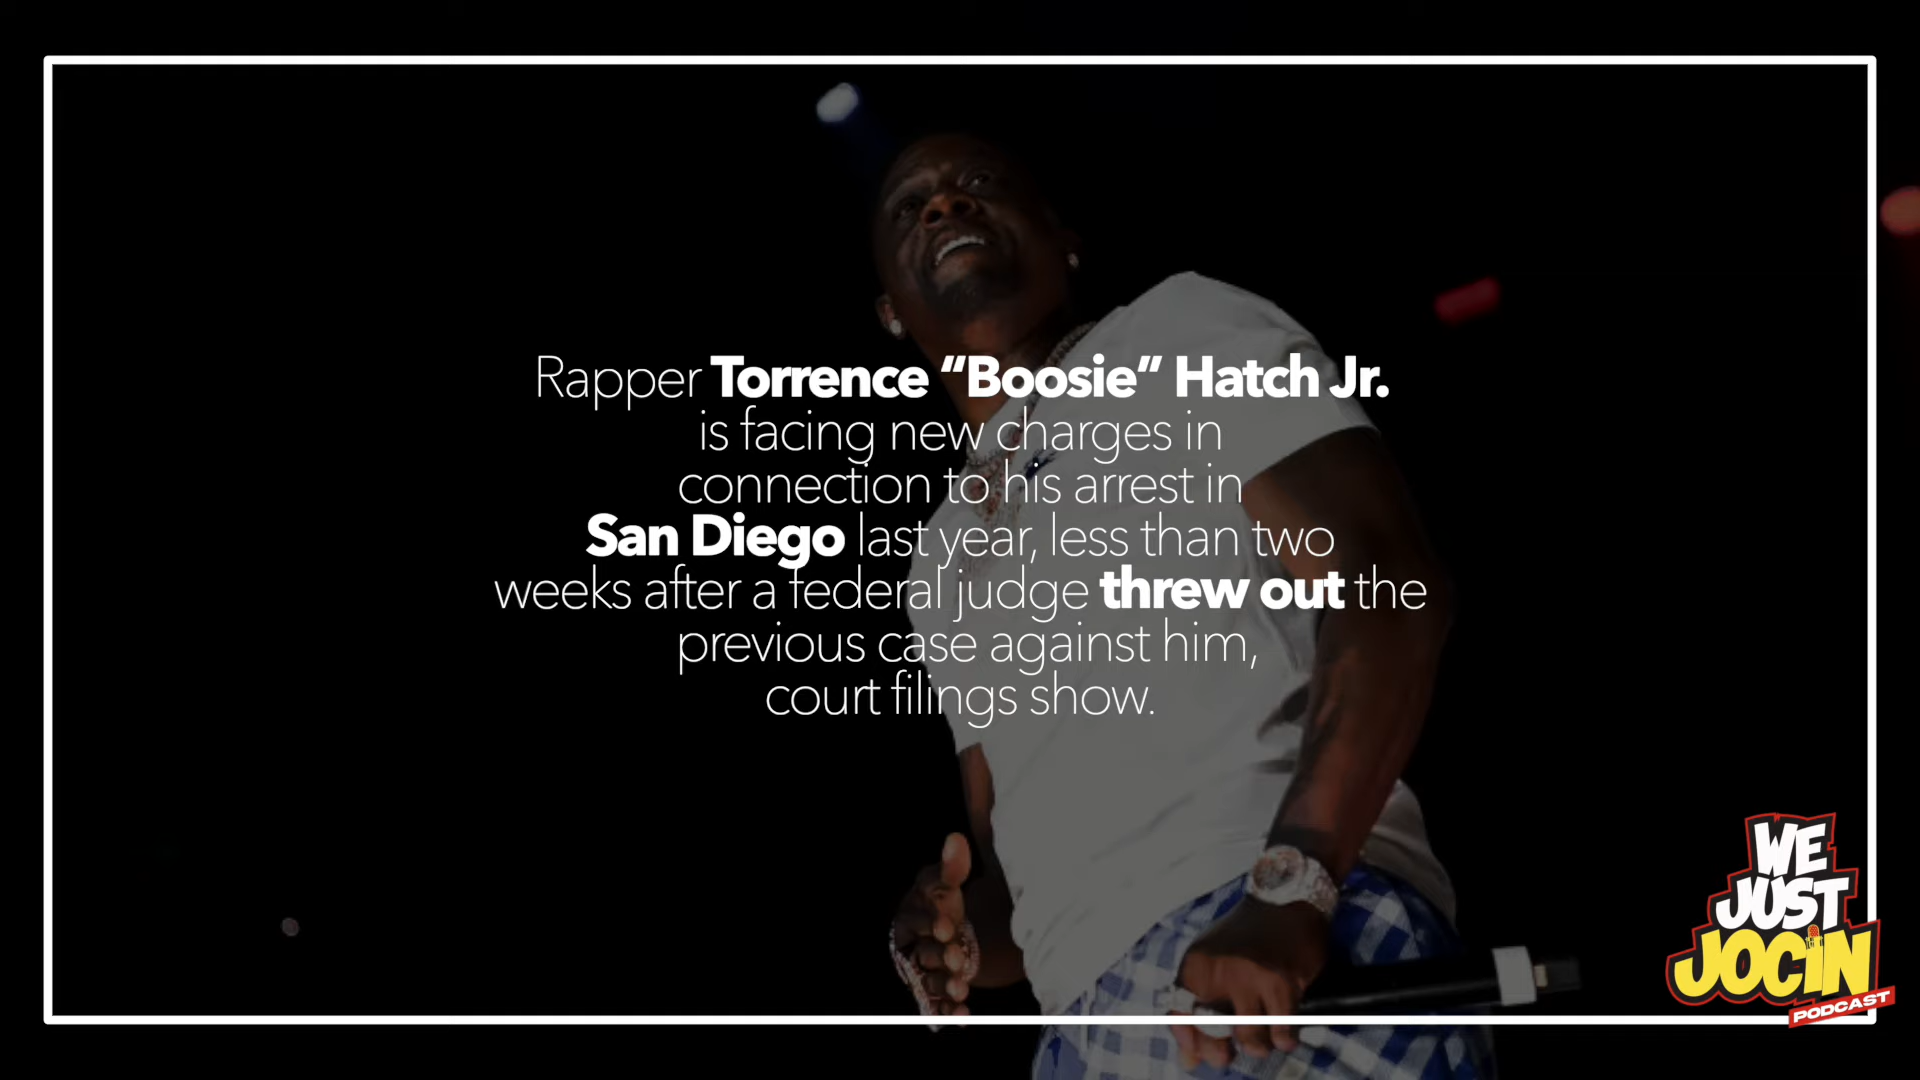 Rapper Torrence “Boosie” Hatch Jr.
is facing new charges in
connection to his arrest in
San Diego last year, less than two
weeks after a federal judge threw out the
previous case against him,
court filings show.
WE
JUST
JOCIN
PODCAST